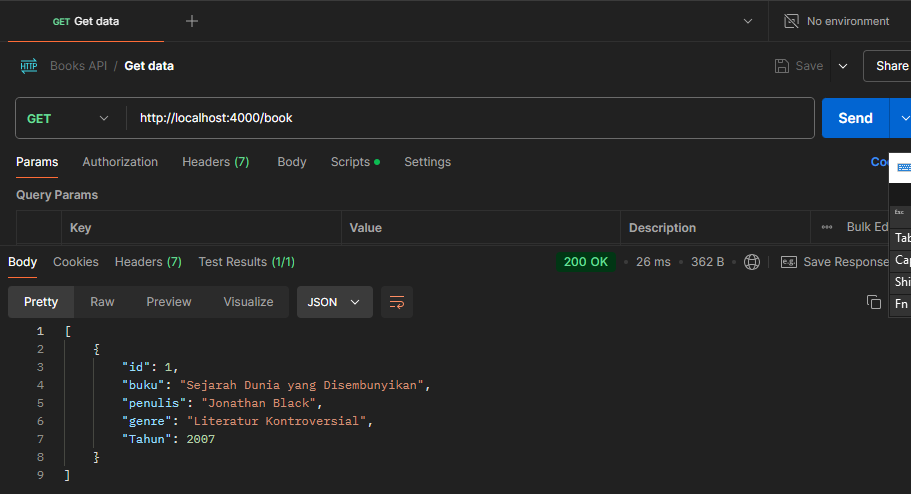 GET Get data
No environment
HTTP Books API / Get data Save Share
GET http://localhost:4000/book Send
Params Authorization Headers (7) Body Scripts Settings
Query Params
Key Value Description Bulk Ed
esc
Tab
Body Cookies Headers (7) Test Results (1/1) 200 OK 26 ms 362 B e.g. Save Response
Cap
Shi
Pretty Raw Preview Visualize JSON
Fn
1 [
2 {
3 "id": 1,
4 "buku": "Sejarah Dunia yang Disembunyikan",
5 "penulis": "Jonathan Black",
6 "genre": "Literatur Kontroversial",
7 "Tahun": 2007
8 }
9 ]